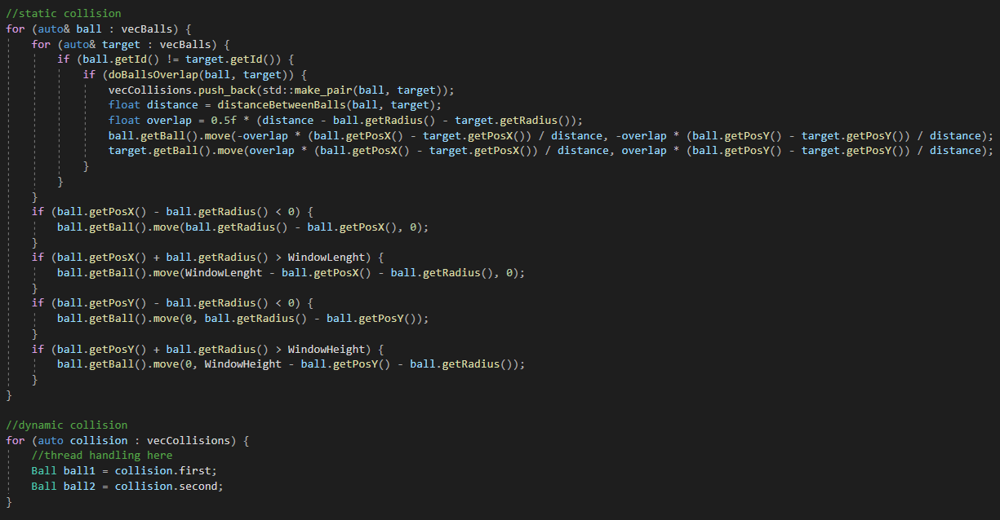 //static collision
for (auto& ball : vecBalls) {
    for (auto& target : vecBalls) {
        if (ball.getId() != target.getId()) {
            if (doBallsOverlap(ball, target)) {
                vecCollisions.push_back(std::make_pair(ball, target));
                float distance = distanceBetweenBalls(ball, target);
                float overlap = 0.5f * (distance - ball.getRadius() - target.getRadius());
                ball.getBall().move(-overlap * (ball.getPosX() - target.getPosX()) / distance, -overlap * (ball.getPosY() - target.getPosY()) / distance);
                target.getBall().move(overlap * (ball.getPosX() - target.getPosX()) / distance, overlap * (ball.getPosY() - target.getPosY()) / distance);
            }
        }
    }
    if (ball.getPosX() - ball.getRadius() < 0) {
        ball.getBall().move(ball.getRadius() - ball.getPosX(), 0);
    }
    if (ball.getPosX() + ball.getRadius() > WindowLenght) {
        ball.getBall().move(WindowLenght - ball.getPosX() - ball.getRadius(), 0);
    }
    if (ball.getPosY() - ball.getRadius() < 0) {
        ball.getBall().move(0, ball.getRadius() - ball.getPosY());
    }
    if (ball.getPosY() + ball.getRadius() > WindowHeight) {
        ball.getBall().move(0, WindowHeight - ball.getPosY() - ball.getRadius());
    }
}

//dynamic collision
for (auto collision : vecCollisions) {
    //thread handling here
    Ball ball1 = collision.first;
    Ball ball2 = collision.second;
}